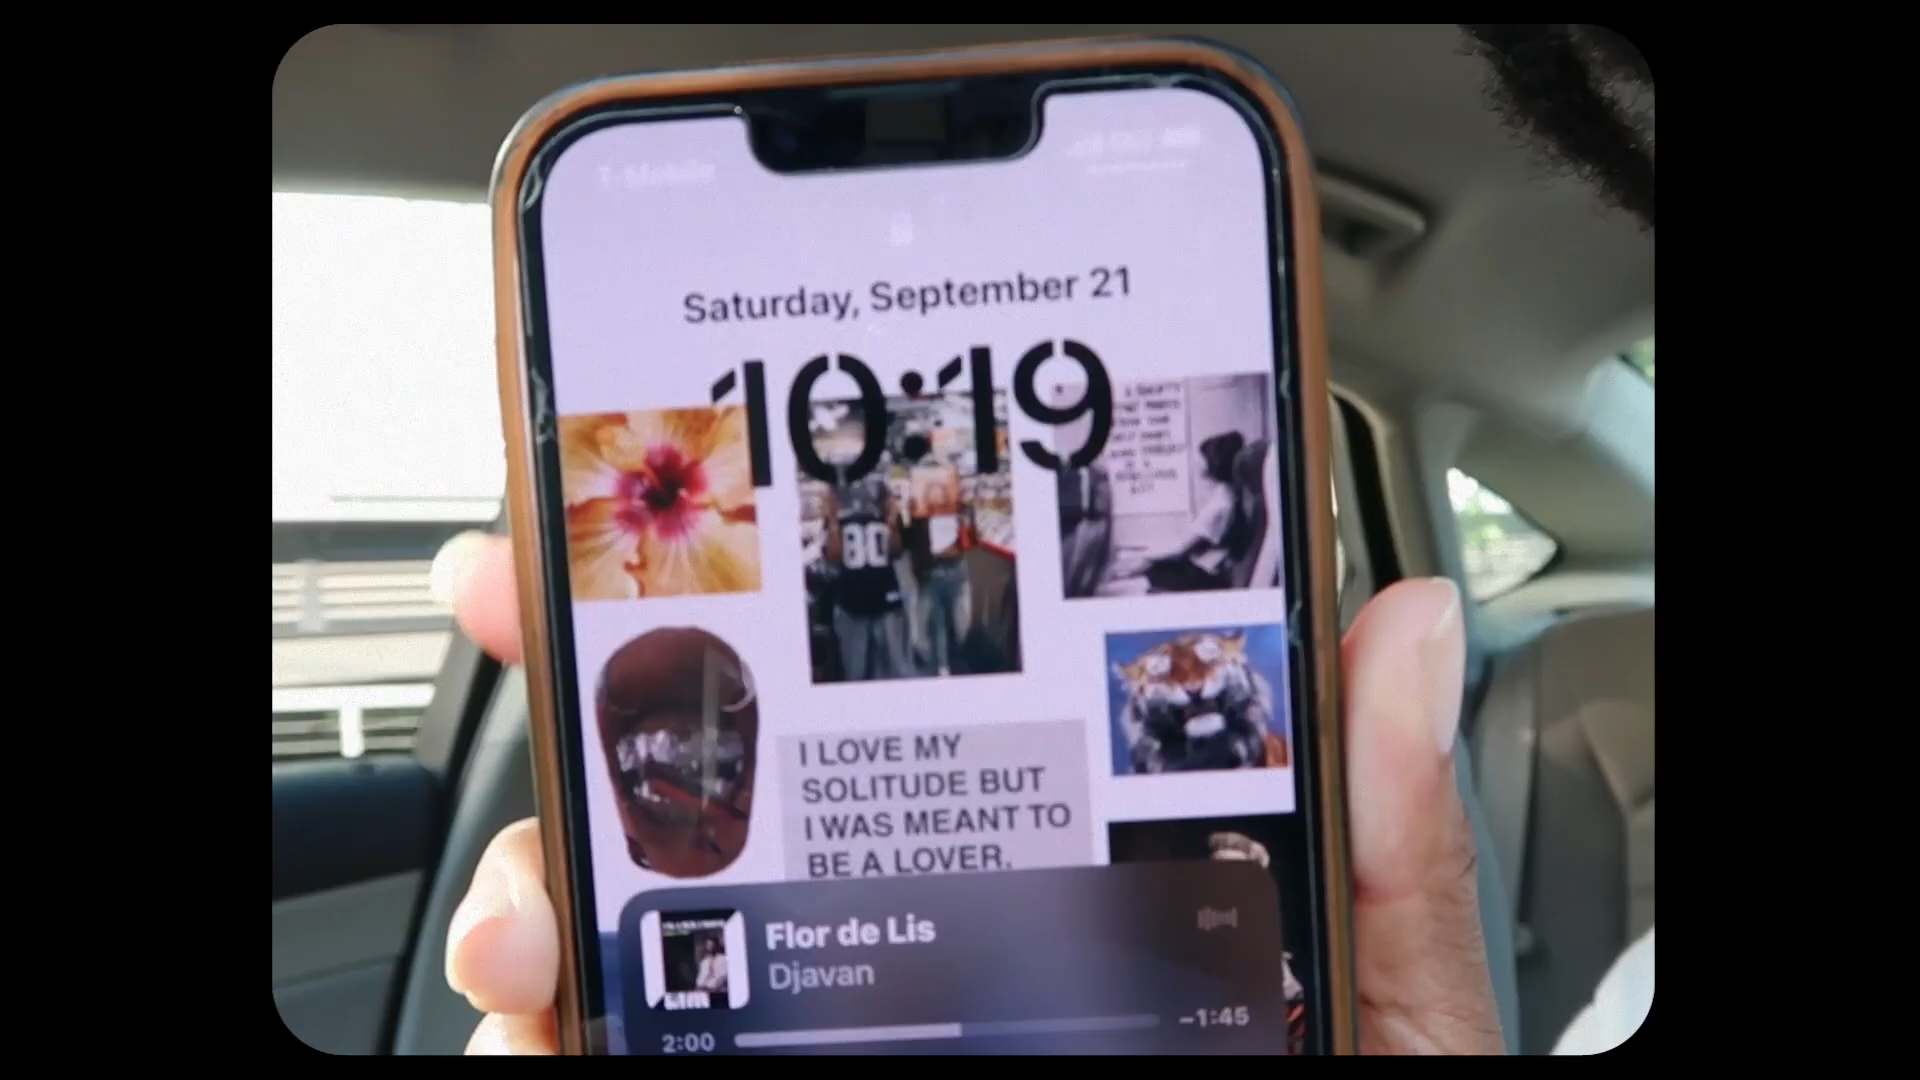 T-Mobile
Saturday, September 21
10:19
80
I LOVE MY
SOLITUDE BUT
I WAS MEANT TO
BE A LOVER.
Flor de Lis
Djavan
2:00
-1:45